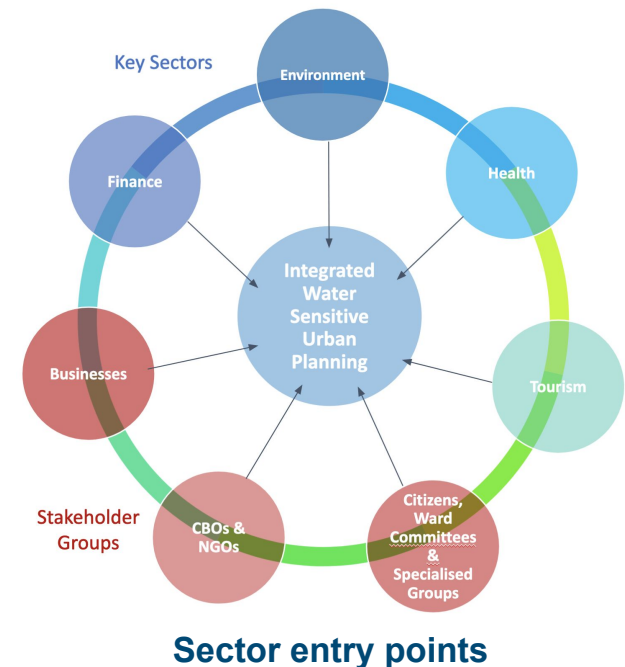 Key Sectors
Environment
Finance
Health
Integrated
Water
Sensitive
Urban
Planning
Businesses
Tourism
Stakeholder
Groups
CBOs &
NGOs
Citizens,
Ward
Committees
&
Specialised
Groups
Sector entry points